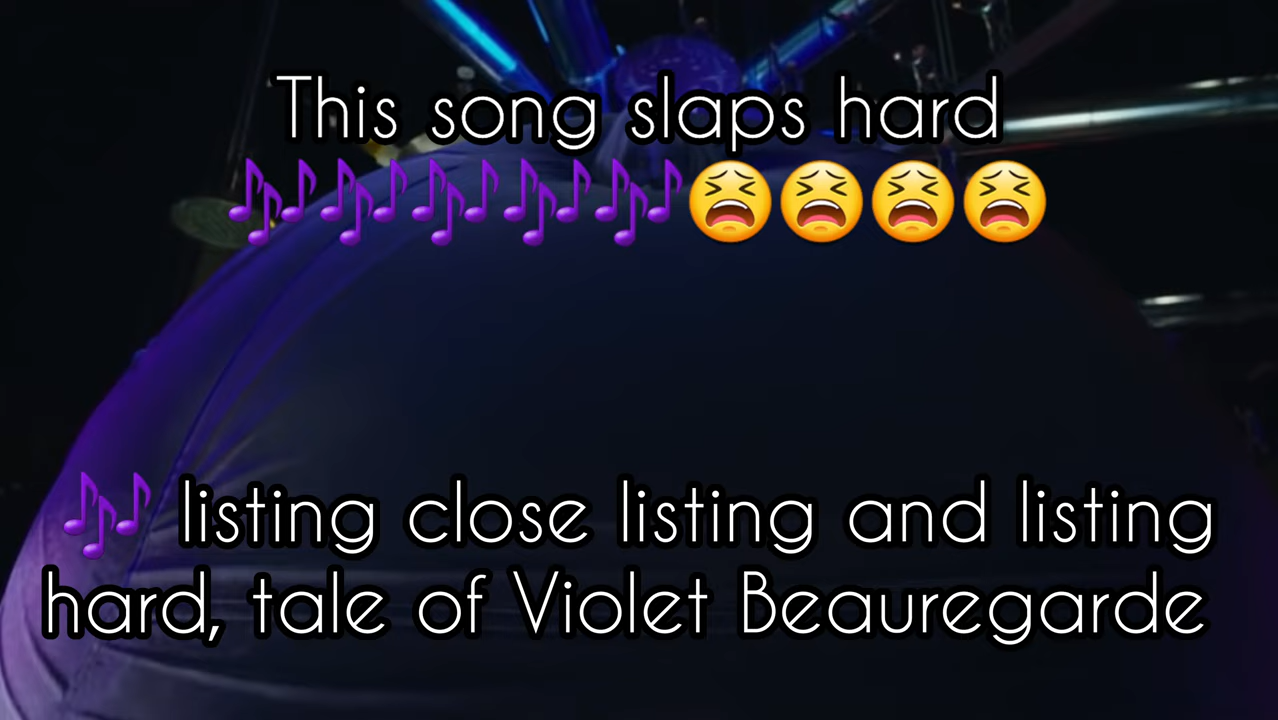 This song slaps hard
🎶🎶🎶🎶🎶😫😫😫😫
🎶 listing close listing and listing
hard, tale of Violet Beauregarde